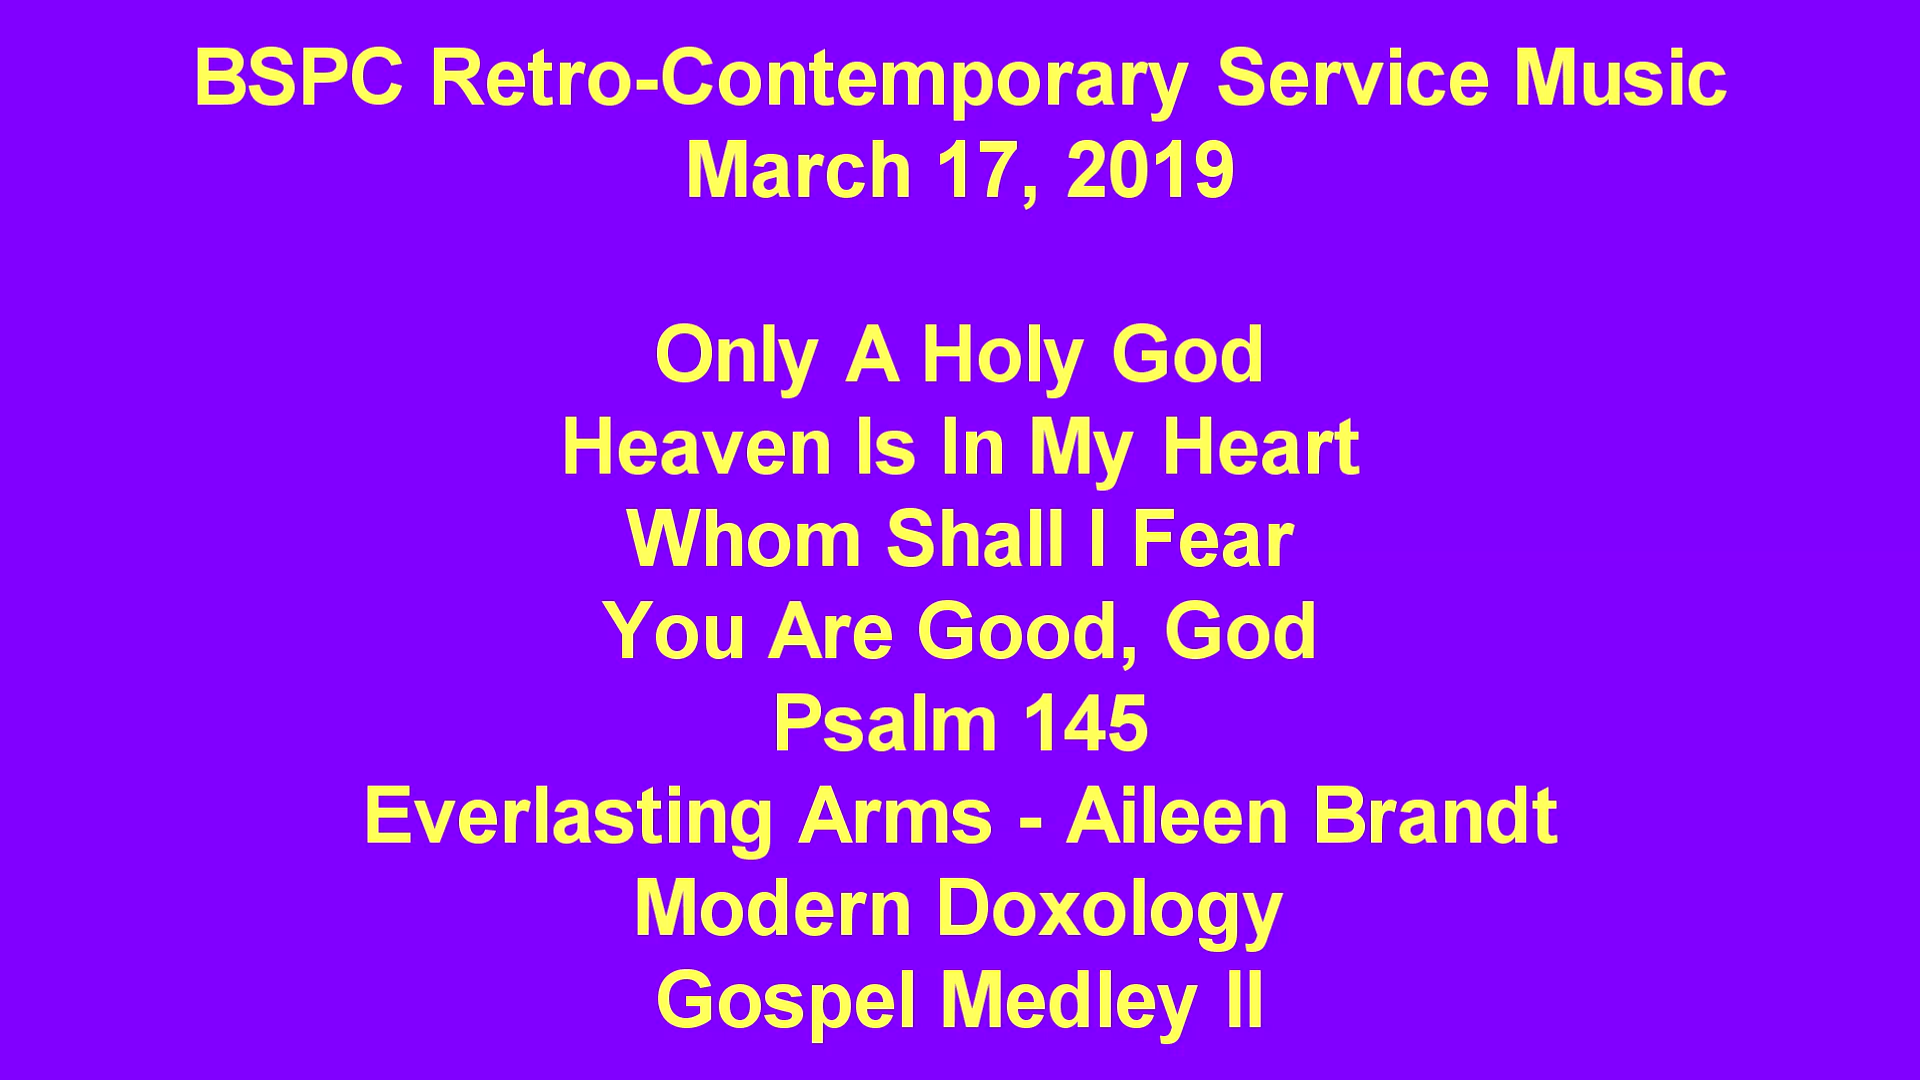 BSPC Retro-Contemporary Service Music
March 17, 2019
Only A Holy God
Heaven Is In My Heart
Whom Shall I Fear
You Are Good, God
Psalm 145
Everlasting Arms - Aileen Brandt
Modern Doxology
Gospel Medley II